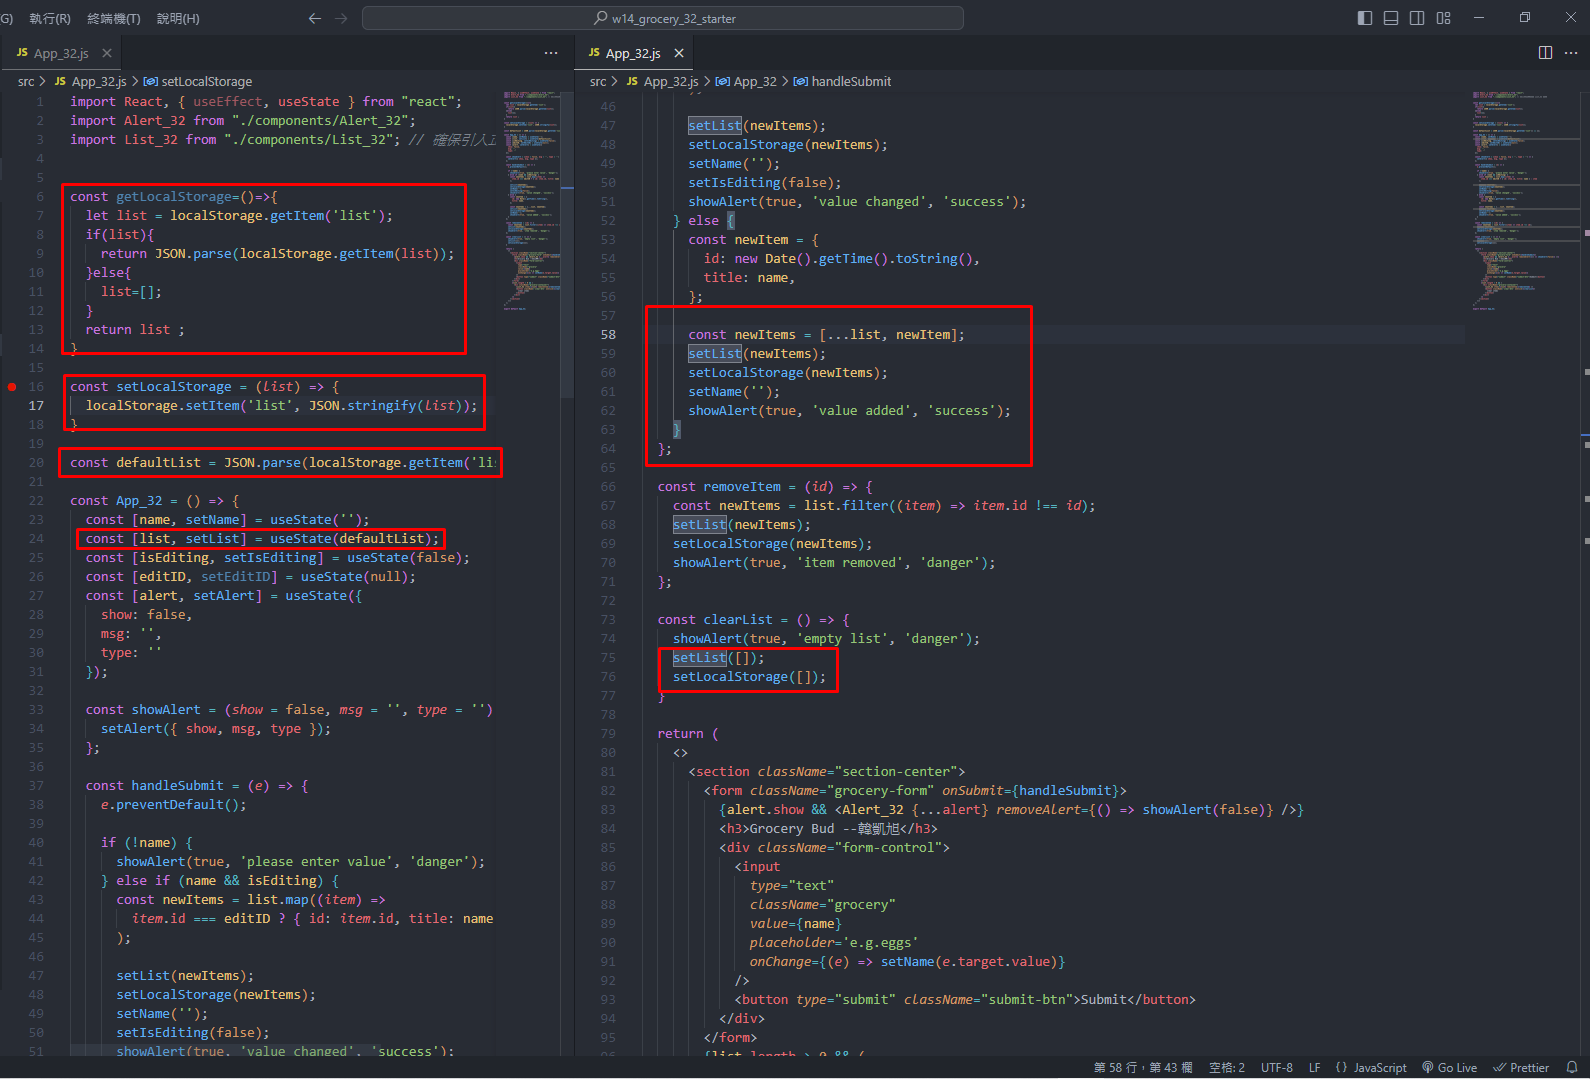 G) 執行(R) 終端機(T) 說明(H) w14_grocery_32_starter
JS App_32.js
src > JS App_32.js > setLocalStorage
1 import React, { useEffect, useState } from "react";
2 import Alert_32 from "./components/Alert_32";
3 import List_32 from "./components/List_32"; // 確保引入正
4
5
6 const getLocalStorage=()=>{
7 let list = localStorage.getItem('list');
8 if(list){
9 return JSON.parse(localStorage.getItem(list));
10 }else{
11 list=[];
12 }
13 return list ;
14 }
15
16 const setLocalStorage = (list) => {
17 localStorage.setItem('list', JSON.stringify(list));
18 }
19
20 const defaultList = JSON.parse(localStorage.getItem('lis
21
22 const App_32 = () => {
23 const [name, setName] = useState('');
24 const [list, setList] = useState(defaultList);
25 const [isEditing, setIsEditing] = useState(false);
26 const [editID, setEditID] = useState(null);
27 const [alert, setAlert] = useState({
28 show: false,
29 msg: '',
30 type: ''
31 });
32
33 const showAlert = (show = false, msg = '', type = '')
34 setAlert({ show, msg, type });
35 };
36
37 const handleSubmit = (e) => {
38 e.preventDefault();
39
40 if (!name) {
41 showAlert(true, 'please enter value', 'danger');
42 } else if (name && isEditing) {
43 const newItems = list.map((item) =>
44 item.id === editID ? { id: item.id, title: name
45 );
46
47 setList(newItems);
48 setLocalStorage(newItems);
49 setName('');
50 setIsEditing(false);
51 showAlert(true, 'value changed', 'success');
JS App_32.js
src > JS App_32.js > App_32 > handleSubmit
46
47 setList(newItems);
48 setLocalStorage(newItems);
49 setName('');
50 setIsEditing(false);
51 showAlert(true, 'value changed', 'success');
52 } else {
53 const newItem = {
54 id: new Date().getTime().toString(),
55 title: name,
56 };
57
58 const newItems = [...list, newItem];
59 setList(newItems);
60 setLocalStorage(newItems);
61 setName('');
62 showAlert(true, 'value added', 'success');
63 }
64 };
65
66 const removeItem = (id) => {
67 const newItems = list.filter((item) => item.id !== id);
68 setList(newItems);
69 setLocalStorage(newItems);
70 showAlert(true, 'item removed', 'danger');
71 };
72
73 const clearList = () => {
74 showAlert(true, 'empty list', 'danger');
75 setList([]);
76 setLocalStorage([]);
77 }
78
79 return (
80 <>
81 <section className="section-center">
82 <form className="grocery-form" onSubmit={handleSubmit}>
83 {alert.show && <Alert_32 {...alert} removeAlert={() => showAlert(false)} />}
84 <h3>Grocery Bud --韓凱旭</h3>
85 <div className="form-control">
86 <input
87 type="text"
88 className="grocery"
89 value={name}
90 placeholder='e.g.eggs'
91 onChange={(e) => setName(e.target.value)}
92 />
93 <button type="submit" className="submit-btn">Submit</button>
94 </div>
95 </form>
96 {list.length > 0 && (
第 58 行，第 43 欄 空格: 2 UTF-8 LF {} JavaScript Go Live Prettier